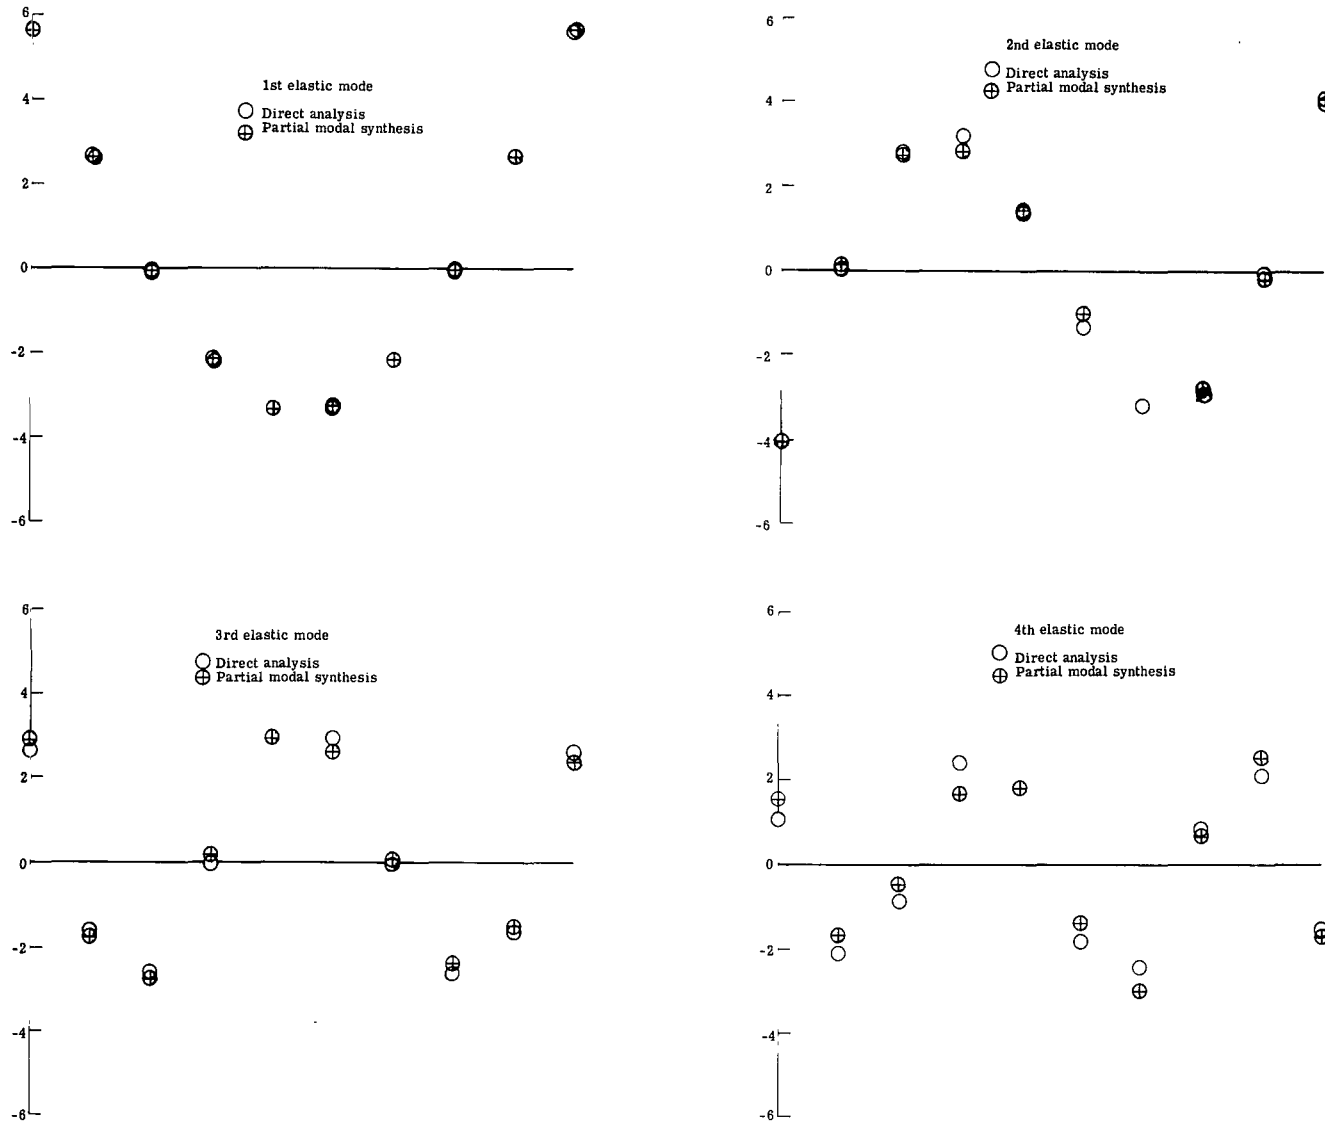 6
4
2
0
-2
-4
-6
1st elastic mode
Direct analysis
Partial modal synthesis
6
4
2
0
-2
-4
-6
2nd elastic mode
Direct analysis
Partial modal synthesis
6
4
2
0
-2
-4
-6
3rd elastic mode
Direct analysis
Partial modal synthesis
6
4
2
0
-2
-4
-6
4th elastic mode
Direct analysis
Partial modal synthesis